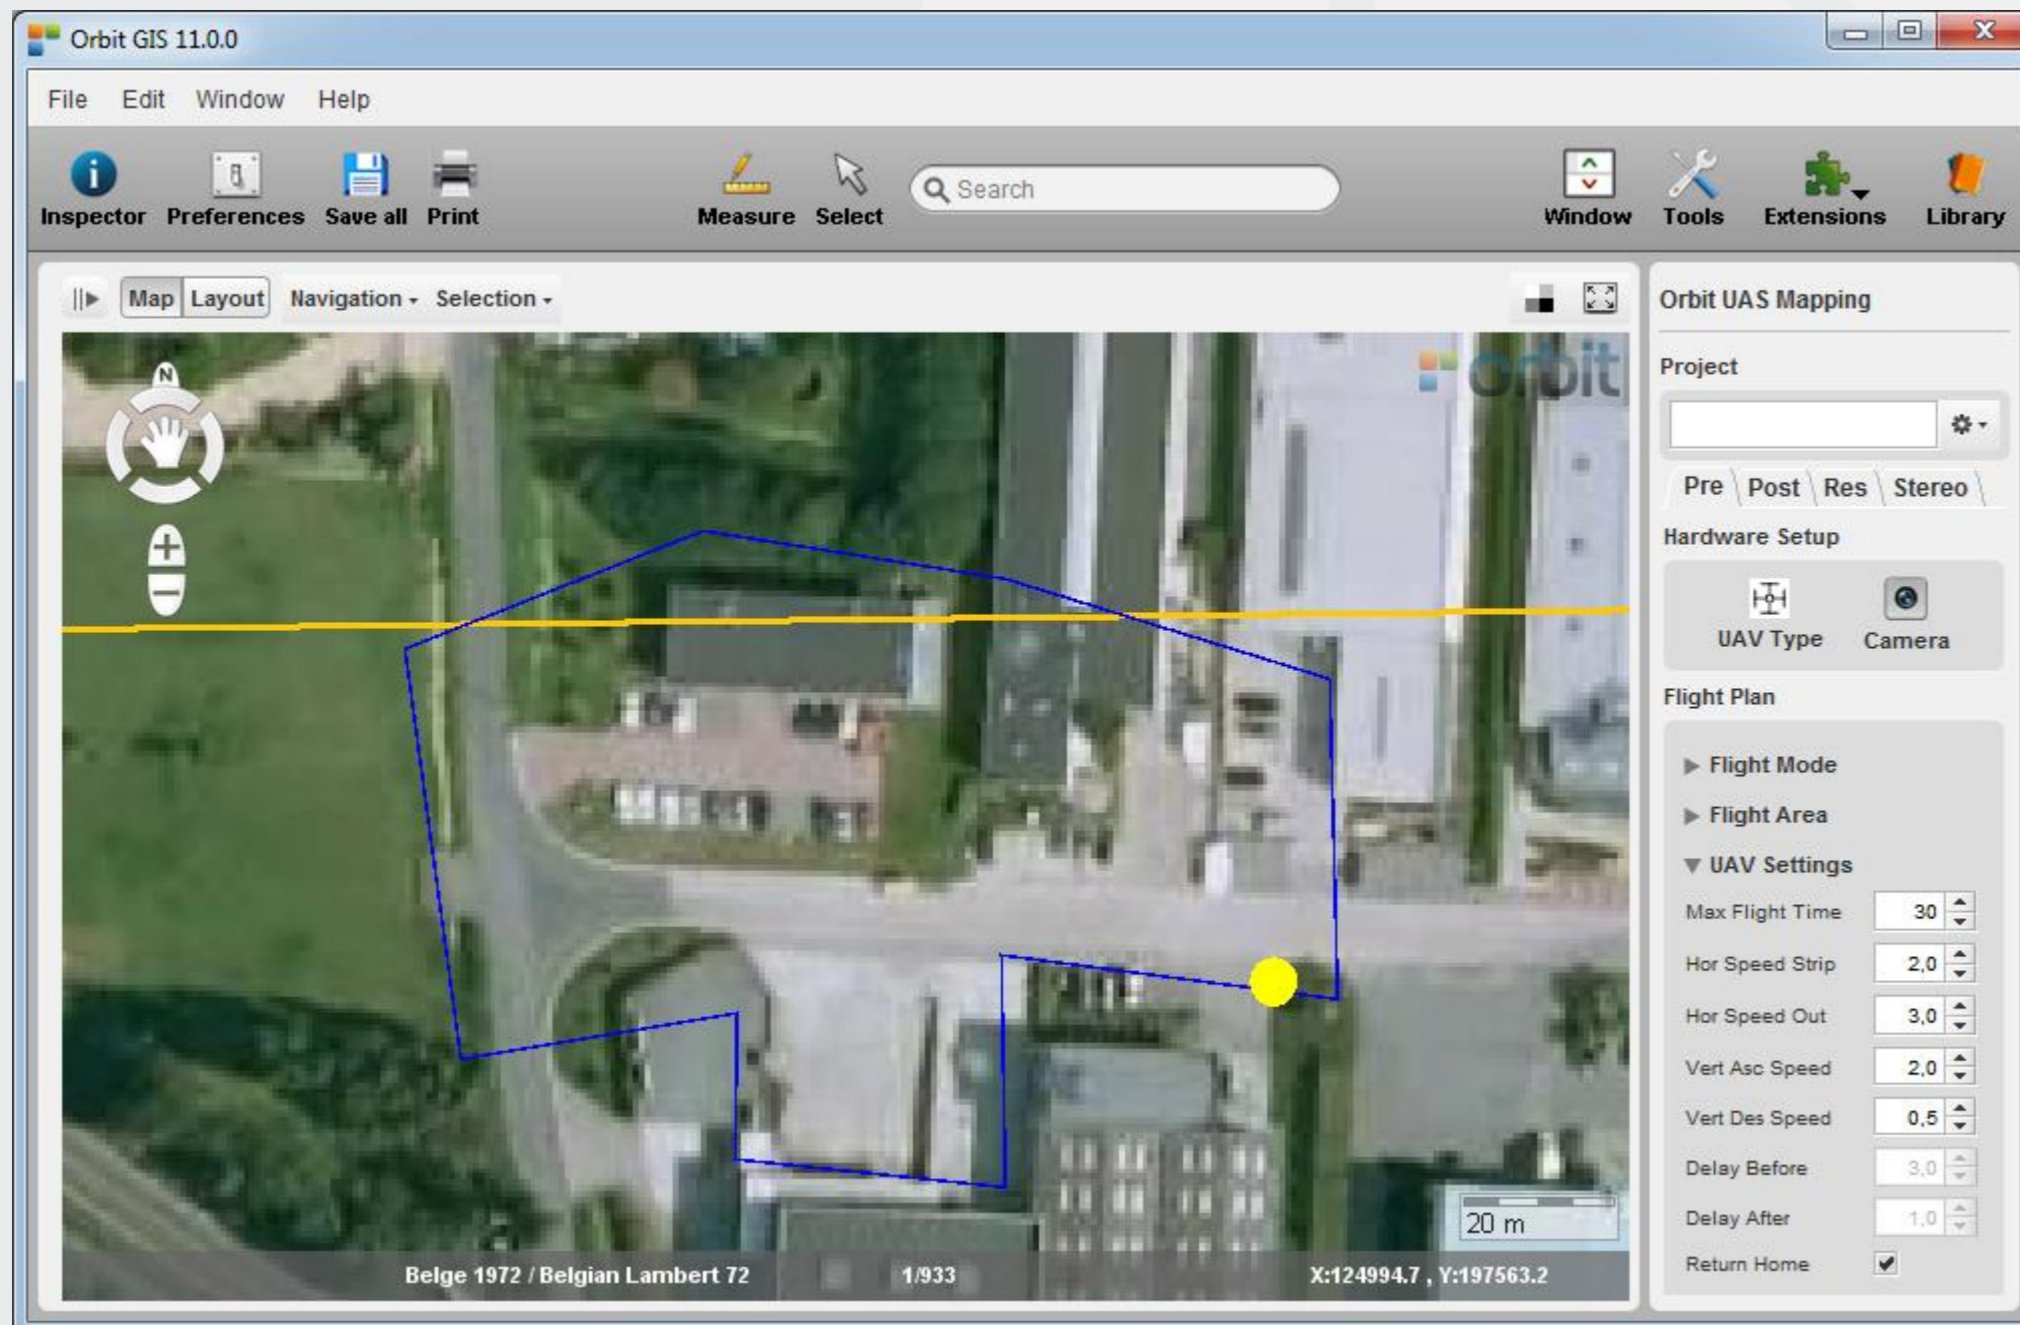 Orbit GIS 11.0.0
File Edit Window Help
Inspector Preferences Save all Print Measure Select Search Window Tools Extensions Library
Map Layout Navigation Selection
N
orbit
Belge 1972 / Belgian Lambert 72 1/933 X:124994.7 , Y:197563.2
20 m
Orbit UAS Mapping
Project
Pre Post Res Stereo
Hardware Setup
UAV Type Camera
Flight Plan
Flight Mode
Flight Area
UAV Settings
Max Flight Time 30
Hor Speed Strip 2,0
Hor Speed Out 3,0
Vert Asc Speed 2,0
Vert Des Speed 0,5
Delay Before 3,0
Delay After 1,0
Return Home